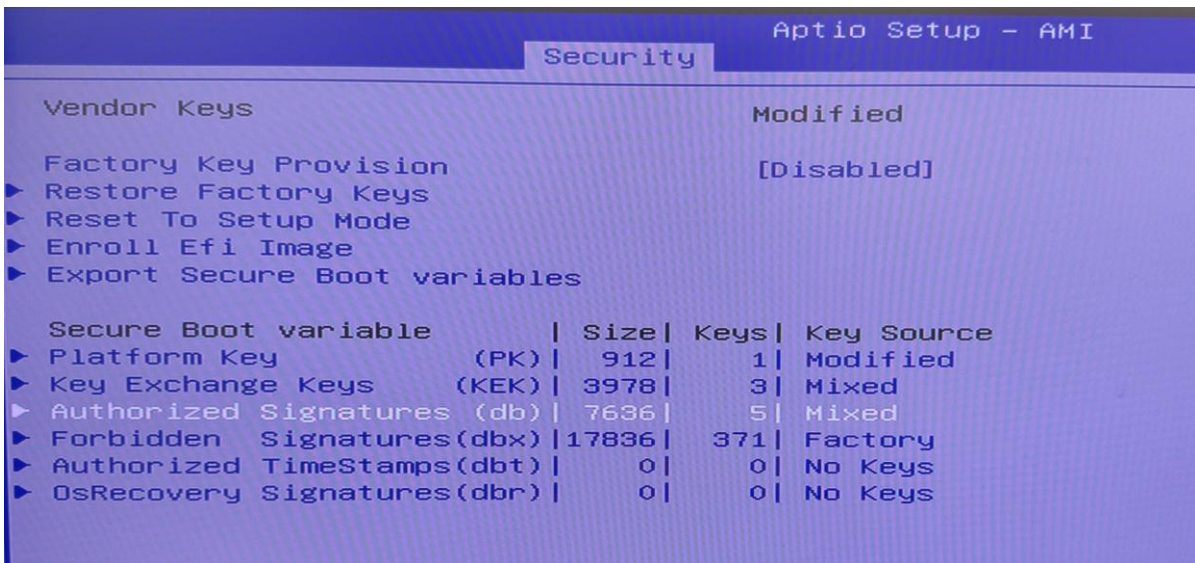 Aptio Setup – AMI
Security
Vendor Keys Modified
Factory Key Provision [Disabled]
▶ Restore Factory Keys
▶ Reset To Setup Mode
▶ Enroll Efi Image
▶ Export Secure Boot variables
Secure Boot variable | Size| Keys| Key Source
▶ Platform Key (PK)| 912| 1| Modified
▶ Key Exchange Keys (KEK)| 3978| 3| Mixed
▶ Authorized Signatures (db)| 7636| 5| Mixed
▶ Forbidden Signatures(dbx)|17836| 371| Factory
▶ Authorized TimeStamps(dbt)| 0| 0| No Keys
▶ OsRecovery Signatures(dbr)| 0| 0| No Keys